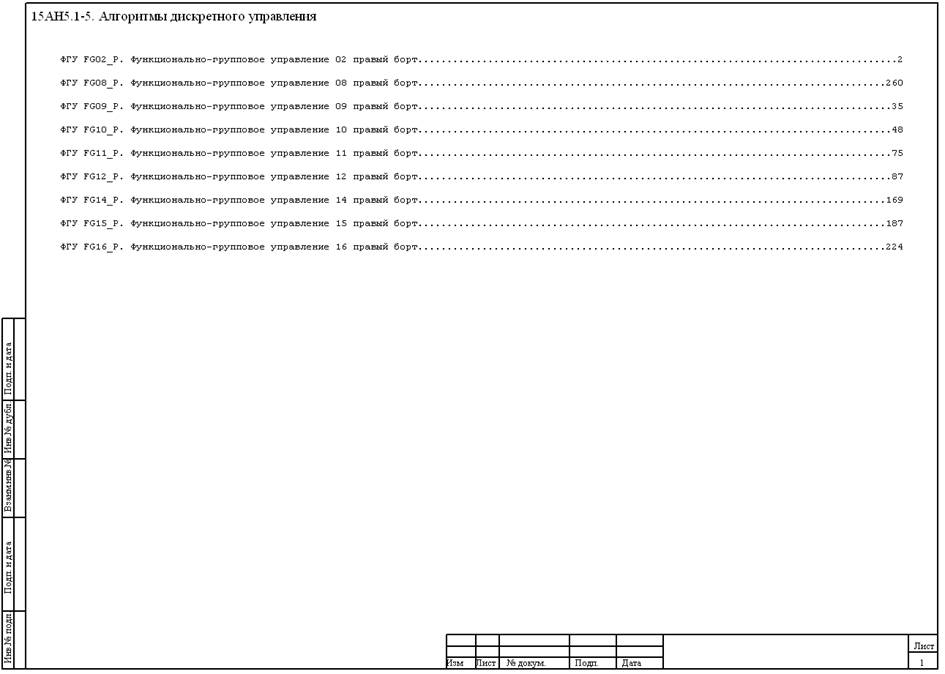 15АН5.1-5. Алгоритмы дискретного управления
ФГУ FG02_P. Функционально-групповое управление 02 правый борт................................................................................2
ФГУ FG08_P. Функционально-групповое управление 08 правый борт..............................................................................260
ФГУ FG09_P. Функционально-групповое управление 09 правый борт...............................................................................35
ФГУ FG10_P. Функционально-групповое управление 10 правый борт...............................................................................48
ФГУ FG11_P. Функционально-групповое управление 11 правый борт...............................................................................75
ФГУ FG12_P. Функционально-групповое управление 12 правый борт...............................................................................87
ФГУ FG14_P. Функционально-групповое управление 14 правый борт..............................................................................169
ФГУ FG15_P. Функционально-групповое управление 15 правый борт..............................................................................187
ФГУ FG16_P. Функционально-групповое управление 16 правый борт..............................................................................224
Подп. и дата
Инв.№ дубл.
Взам.инв.№
Подп. и дата
Инв.№ подп.
Изм Лист № докум. Подп. Дата
Лист
1